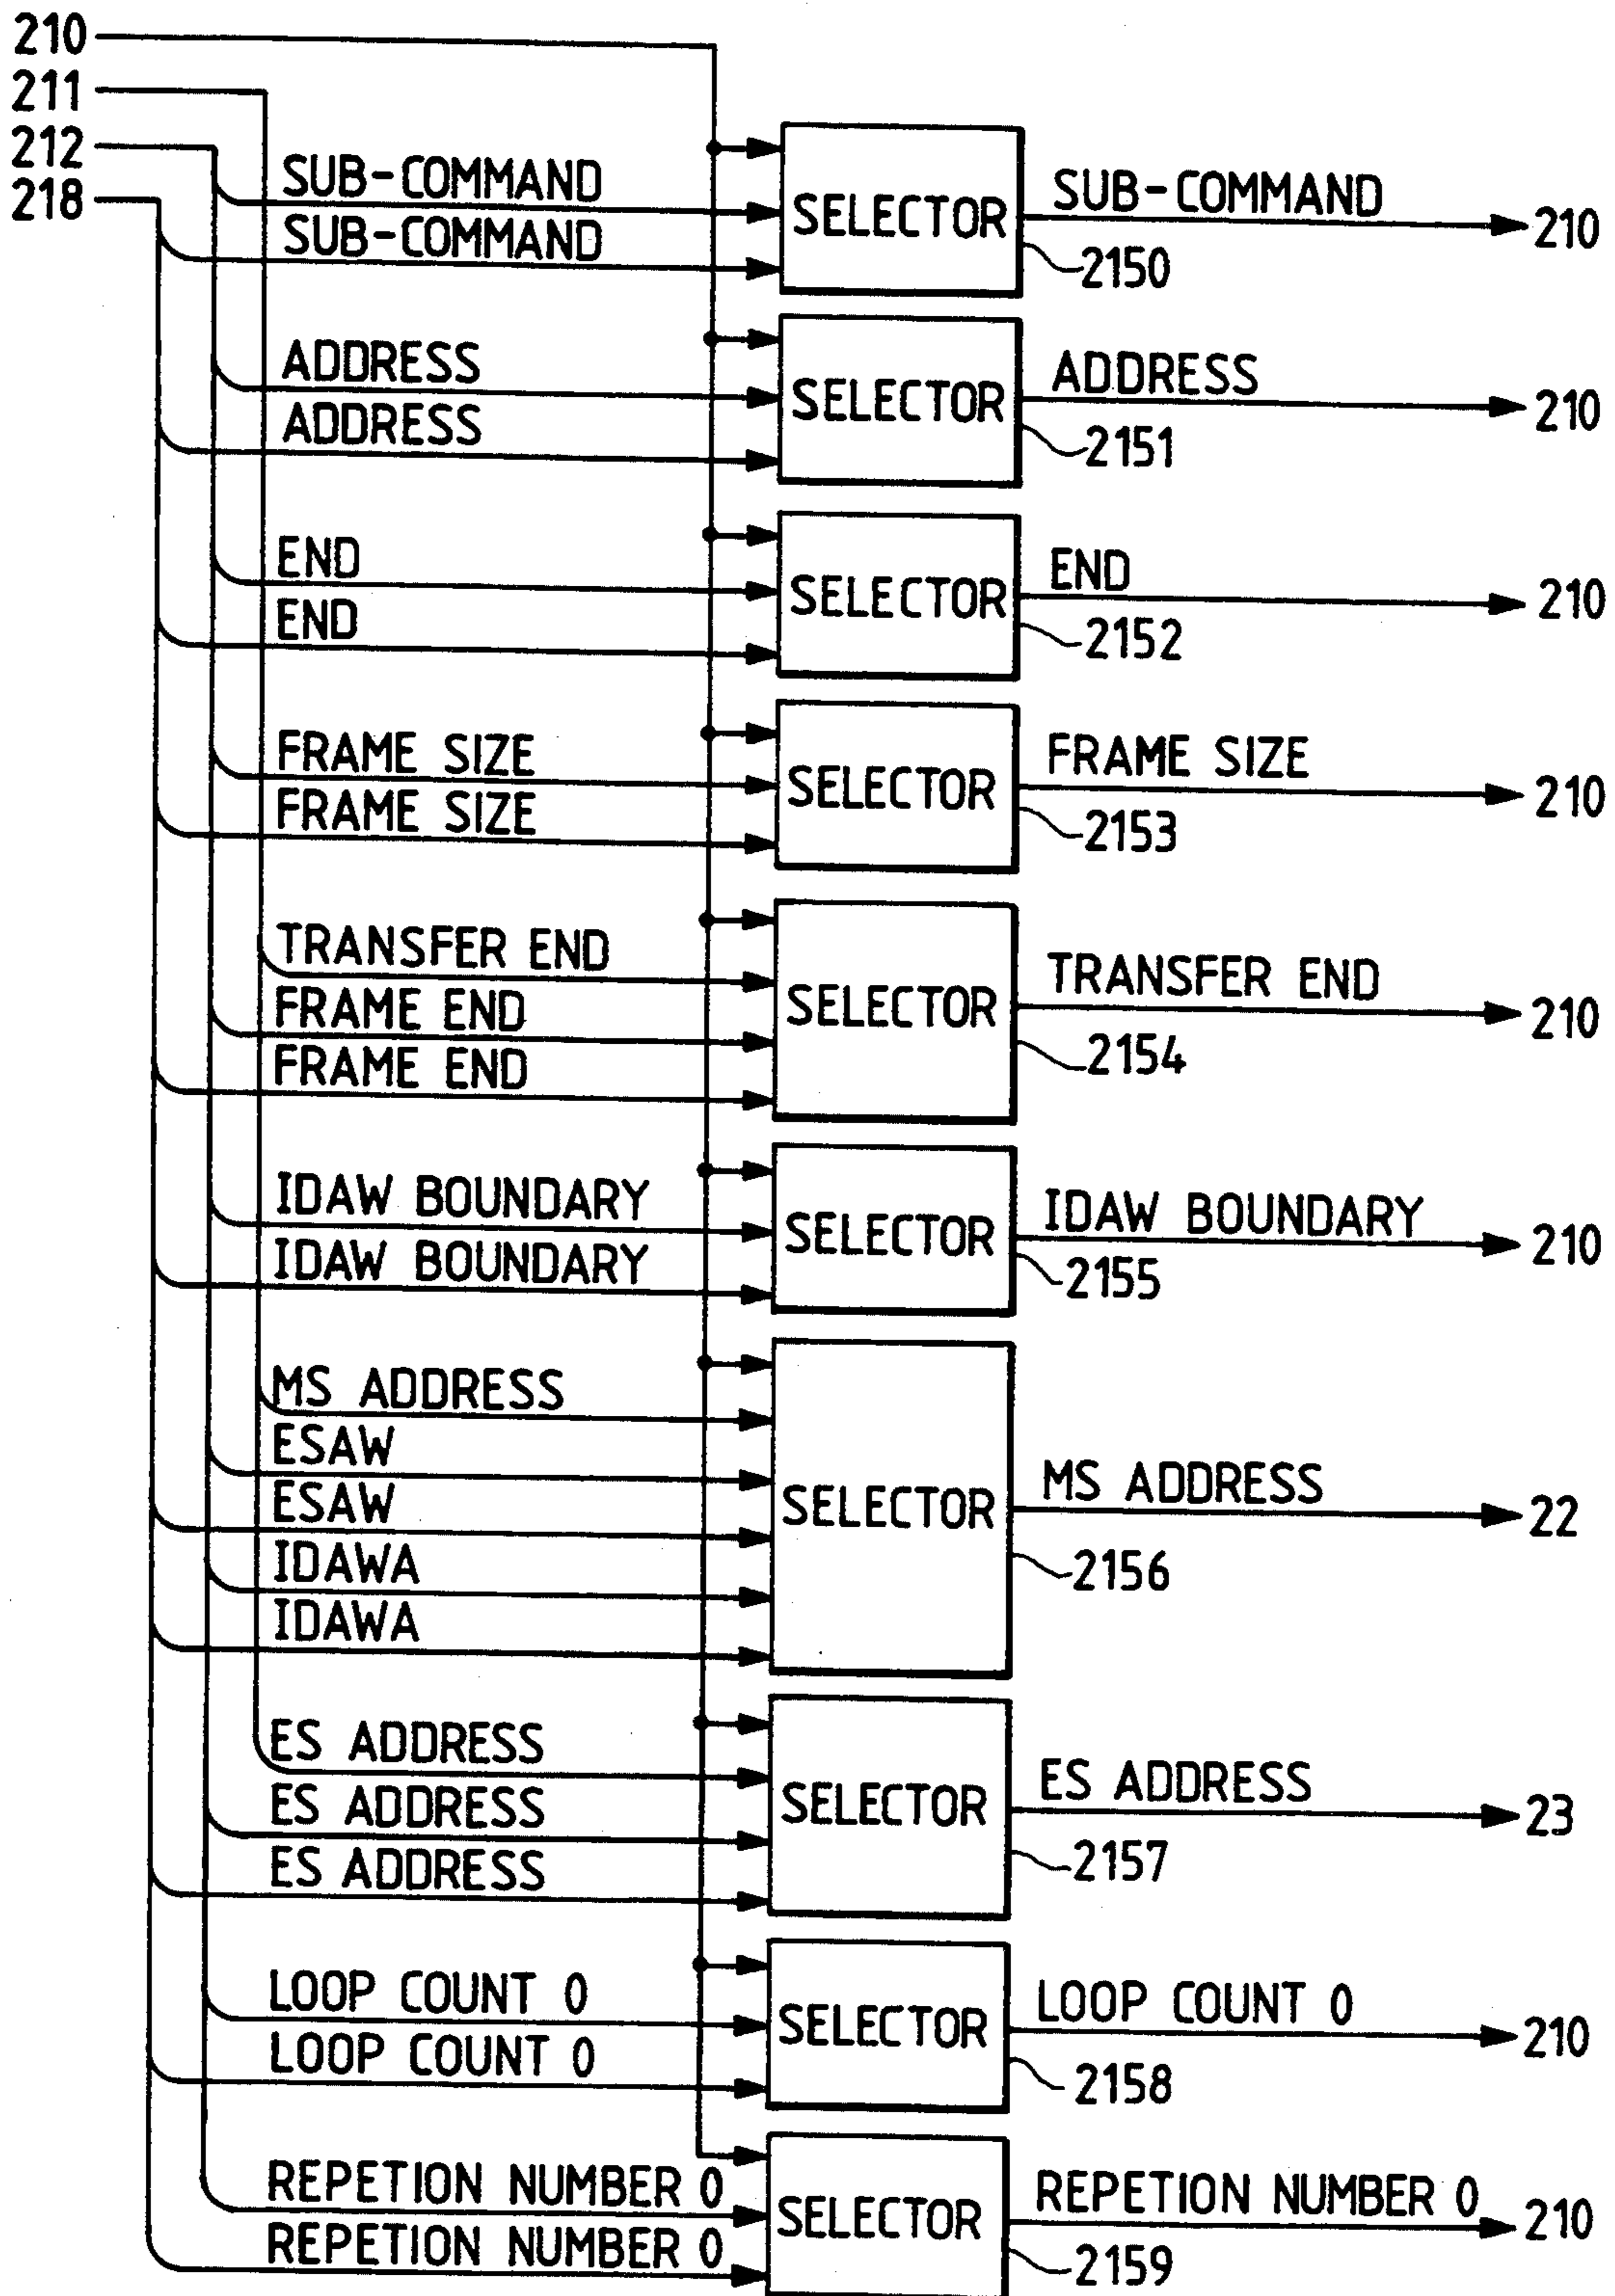 210
211
212
218
SUB-COMMAND
SUB-COMMAND
SELECTOR
SUB-COMMAND
210
2150
ADDRESS
ADDRESS
SELECTOR
ADDRESS
210
2151
END
END
SELECTOR
END
210
2152
FRAME SIZE
FRAME SIZE
SELECTOR
FRAME SIZE
210
2153
TRANSFER END
FRAME END
FRAME END
SELECTOR
TRANSFER END
210
2154
IDAW BOUNDARY
IDAW BOUNDARY
SELECTOR
IDAW BOUNDARY
210
2155
MS ADDRESS
ESAW
ESAW
IDAWA
IDAWA
SELECTOR
MS ADDRESS
22
2156
ES ADDRESS
ES ADDRESS
ES ADDRESS
SELECTOR
ES ADDRESS
23
2157
LOOP COUNT 0
LOOP COUNT 0
SELECTOR
LOOP COUNT 0
210
2158
REPETION NUMBER 0
REPETION NUMBER 0
SELECTOR
REPETION NUMBER 0
210
2159